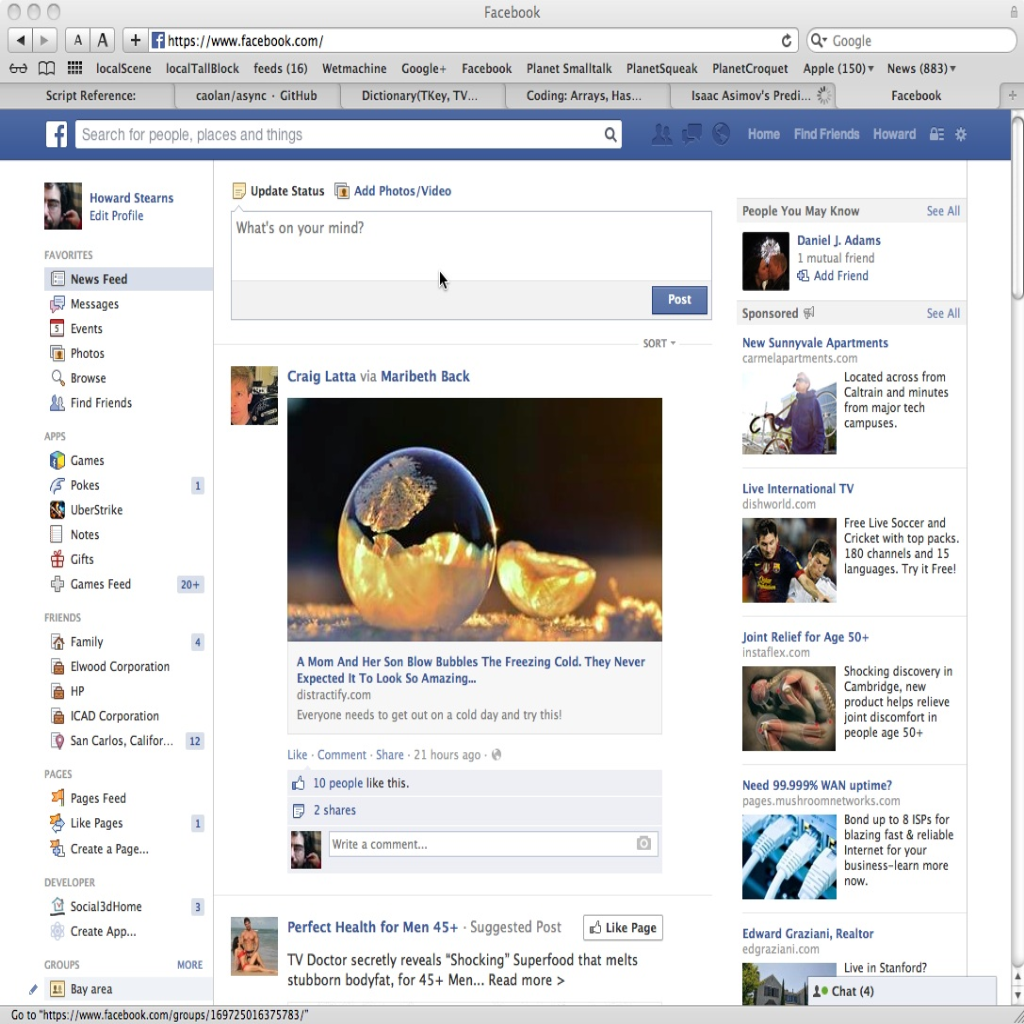 Facebook
A A + https://www.facebook.com/ Google
localScene localTallBlock feeds (16) Wetmachine Google+ Facebook Planet Smalltalk PlanetSqueak PlanetCroquet Apple (150) News (883)
Script Reference: caolan/async · GitHub Dictionary(TKey, TV... Coding: Arrays, Has... Isaac Asimov's Predi... Facebook
f Search for people, places and things Home Find Friends Howard
Howard Stearns
Edit Profile
FAVORITES
News Feed
Messages
5 Events
Photos
Browse
Find Friends
APPS
Games
Pokes 1
UberStrike
Notes
Gifts
Games Feed 20+
FRIENDS
Family 4
Elwood Corporation
HP
ICAD Corporation
San Carlos, Califor... 12
PAGES
Pages Feed
Like Pages 1
Create a Page...
DEVELOPER
Social3dHome 3
Create App...
GROUPS MORE
Bay area
Update Status Add Photos/Video
What's on your mind?
Post
SORT
Craig Latta via Maribeth Back
A Mom And Her Son Blow Bubbles The Freezing Cold. They Never
Expected It To Look So Amazing...
distractify.com
Everyone needs to get out on a cold day and try this!
Like · Comment · Share · 21 hours ago ·
10 people like this.
2 shares
Write a comment...
Perfect Health for Men 45+ · Suggested Post Like Page
TV Doctor secretly reveals "Shocking" Superfood that melts
stubborn bodyfat, for 45+ Men... Read more >
People You May Know See All
Daniel J. Adams
1 mutual friend
Add Friend
Sponsored See All
New Sunnyvale Apartments
carmelapartments.com
Located across from
Caltrain and minutes
from major tech
campuses.
Live International TV
dishworld.com
Free Live Soccer and
Cricket with top packs.
180 channels and 15
languages. Try it Free!
Joint Relief for Age 50+
instaflex.com
Shocking discovery in
Cambridge, new
product helps relieve
joint discomfort in
people age 50+
Need 99.999% WAN uptime?
pages.mushroomnetworks.com
Bond up to 8 ISPs for
blazing fast & reliable
Internet for your
business-learn more
now.
Edward Graziani, Realtor
edgraziani.com
Live in Stanford?
Chat (4)
Go to "https://www.facebook.com/groups/169725016375783/"